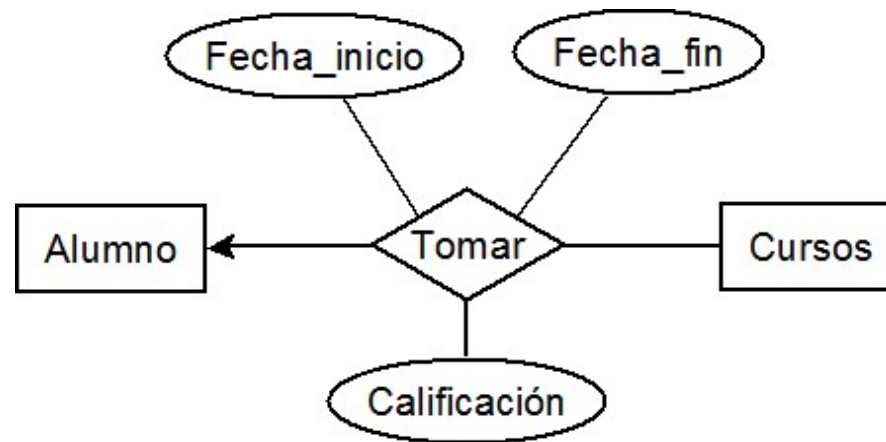 Fecha_inicio
Fecha_fin
Alumno
Tomar
Cursos
Calificación